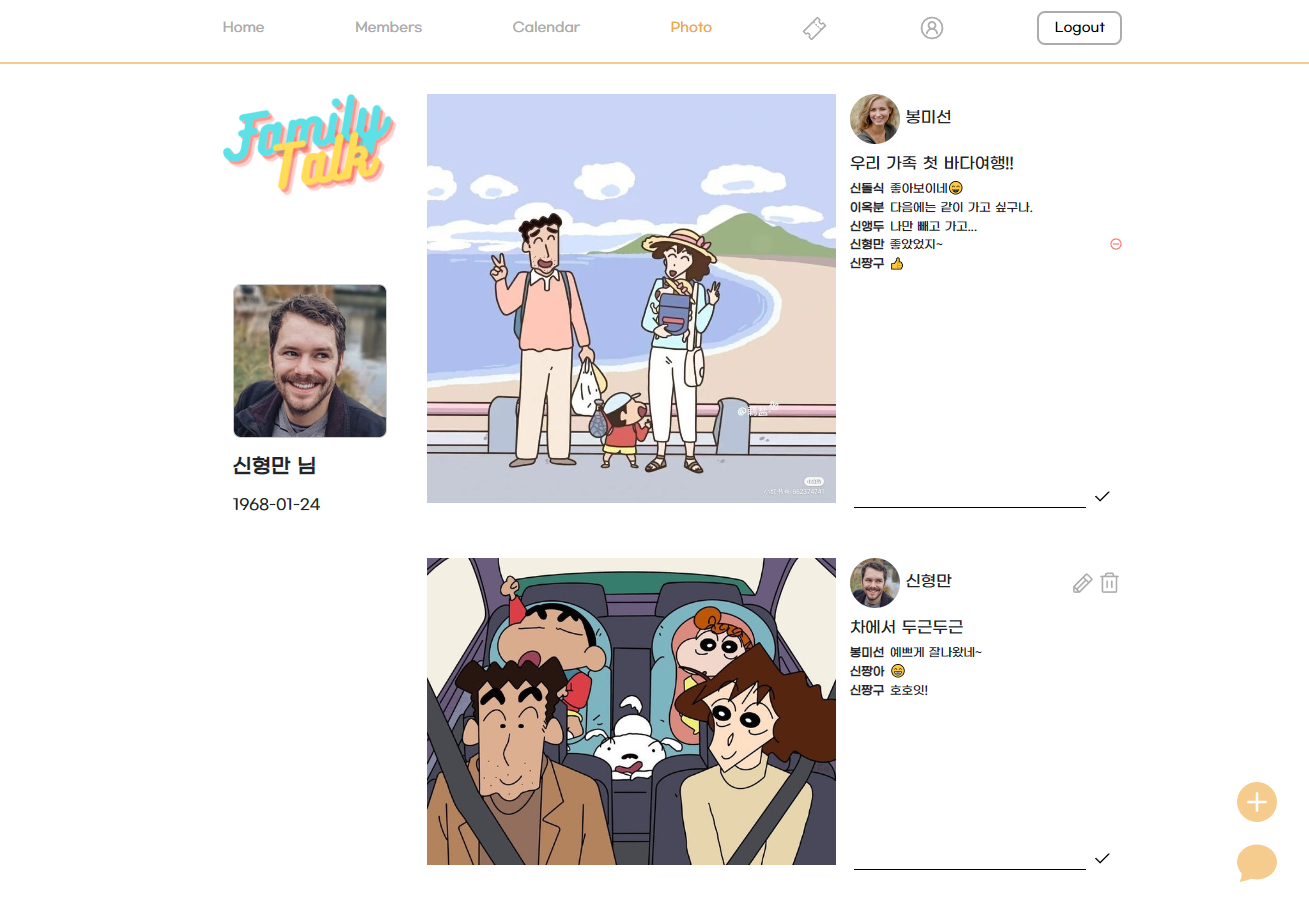 Home Members Calendar Photo Logout
Family
Talk
신형만 님
1968-01-24
봉미선
우리 가족 첫 바다여행!!
신돌식 좋아보이네😄
이옥분 다음에는 같이 가고 싶구나.
신앵두 나만 빼고 가고...
신형만 좋았었지~
신짱구 👍
신형만
차에서 두근두근
봉미선 예쁘게 잘나왔네~
신짱아 😁
신짱구 호호잇!!